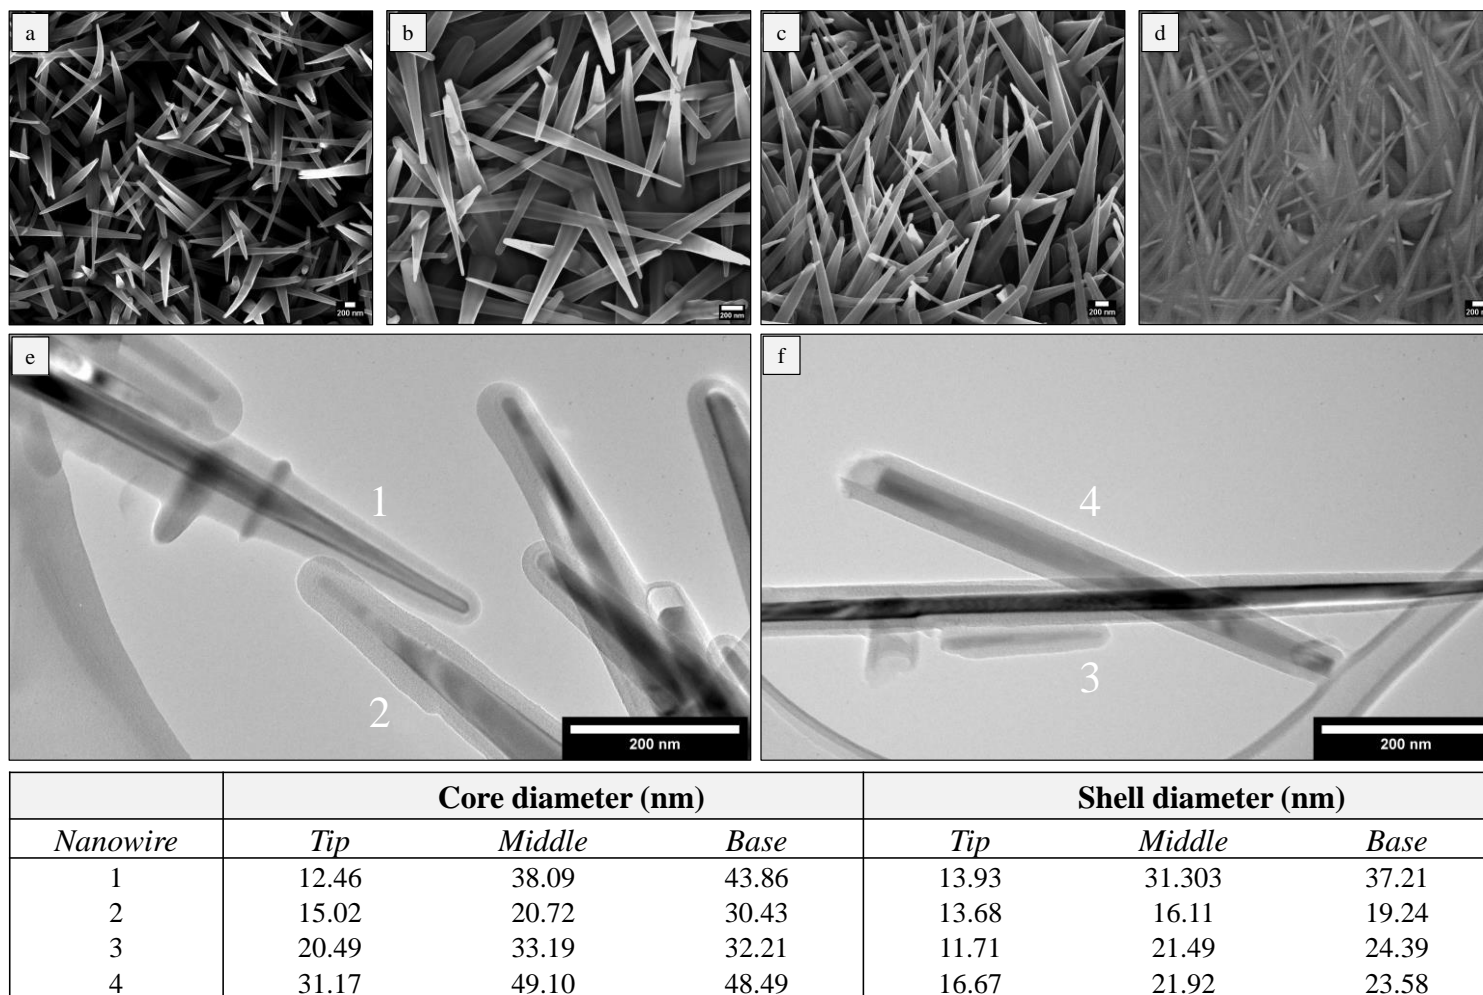 a b c d
200 nm 200 nm 200 nm 200
e f
1 4
2 3
200 nm 200 nm
Core diameter (nm) Shell diameter (nm)
Nanowire Tip Middle Base Tip Middle Base
1 12.46 38.09 43.86 13.93 31.303 37.21
2 15.02 20.72 30.43 13.68 16.11 19.24
3 20.49 33.19 32.21 11.71 21.49 24.39
4 31.17 49.10 48.49 16.67 21.92 23.58